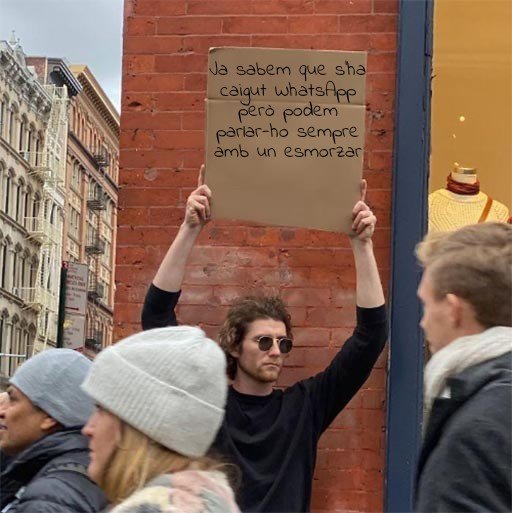 Ja sabem que s'ha
caigut WhatsApp
però podem
parlar-ho sempre
amb un esmorzar